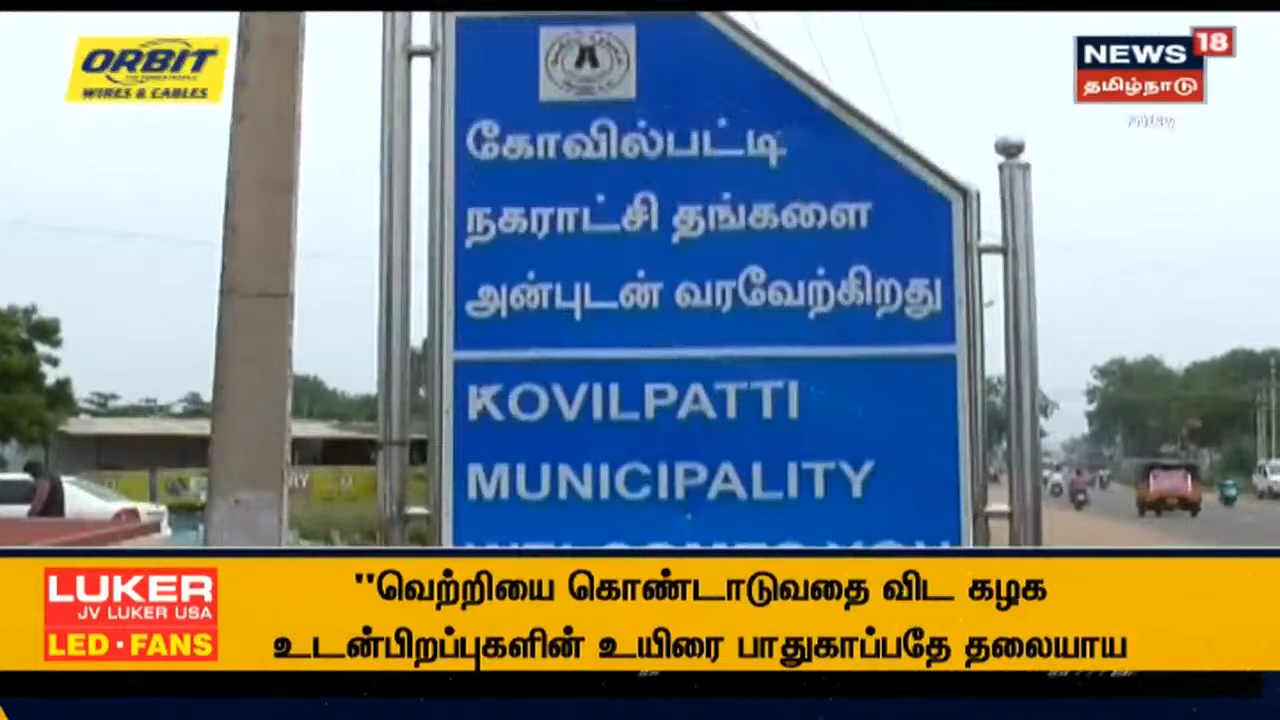 ORBIT
WIRES & CABLES
NEWS 18
தமிழ்நாடு
கோவில்பட்டி
நகராட்சி தங்களை
அன்புடன் வரவேற்கிறது
KOVILPATTI
MUNICIPALITY
LUKER
JV LUKER USA
LED · FANS
"வெற்றியை கொண்டாடுவதை விட கழக
உடன்பிறப்புகளின் உயிரை பாதுகாப்பதே தலையாய